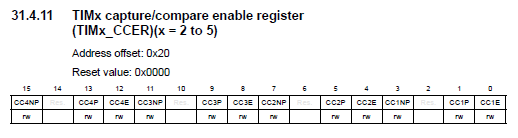 31.4.11 TIMx capture/compare enable register
(TIMx_CCER)(x = 2 to 5)
Address offset: 0x20
Reset value: 0x0000
15 14 13 12 11 10 9 8 7 6 5 4 3 2 1 0
CC4NP Res. CC4P CC4E CC3NP Res. CC3P CC3E CC2NP Res. CC2P CC2E CC1NP Res. CC1P CC1E
rw rw rw rw rw rw rw rw rw rw rw rw